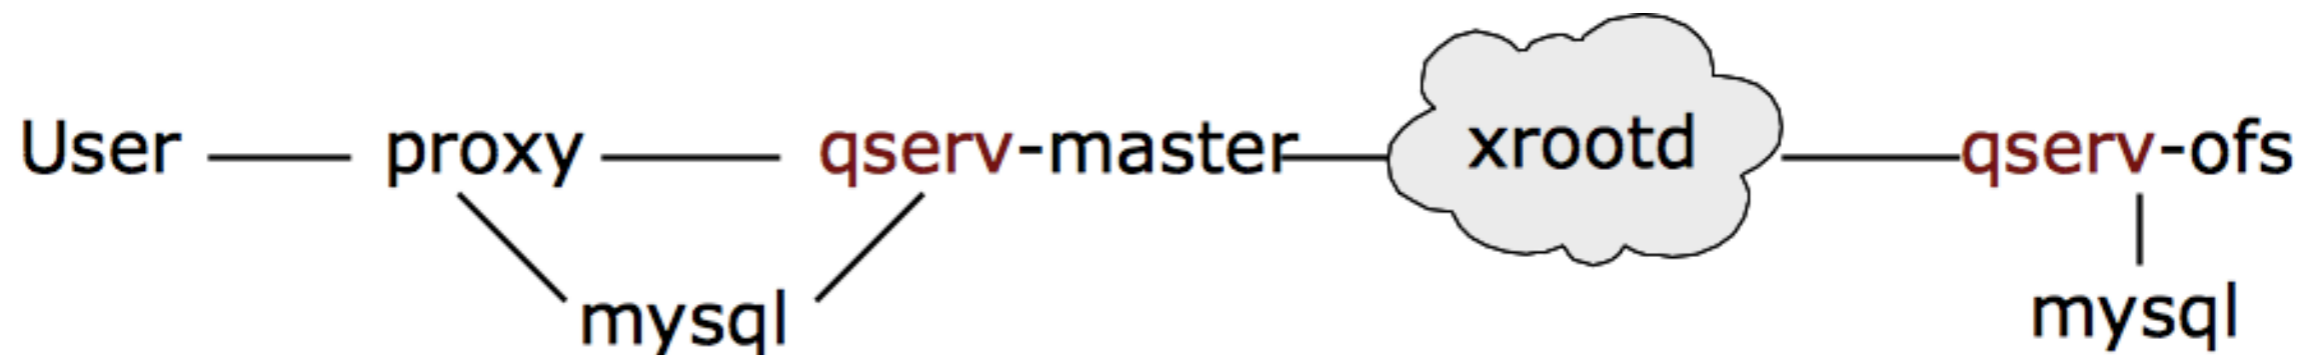 User proxy qserv-master xrootd qserv-ofs
mysql mysql